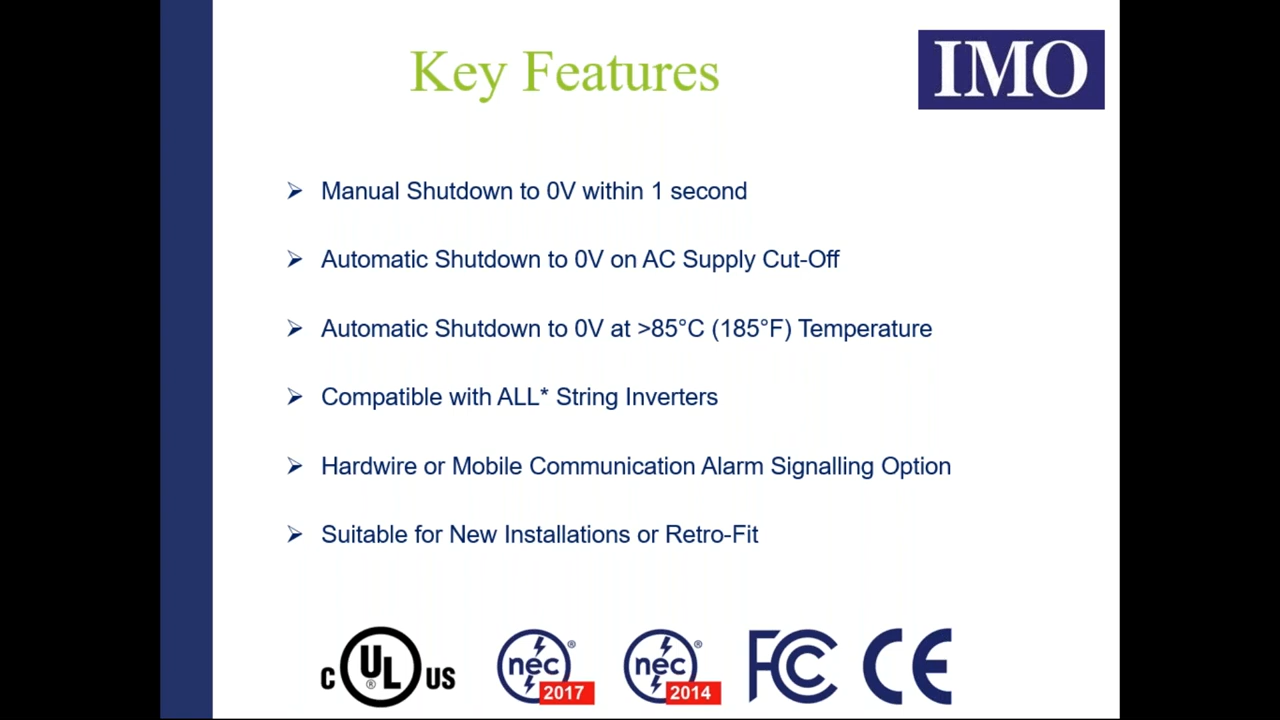 Key Features
IMO
Manual Shutdown to 0V within 1 second
Automatic Shutdown to 0V on AC Supply Cut-Off
Automatic Shutdown to 0V at >85°C (185°F) Temperature
Compatible with ALL* String Inverters
Hardwire or Mobile Communication Alarm Signalling Option
Suitable for New Installations or Retro-Fit
C UL ® US
nec ® 2017
nec ® 2014
FC
CE